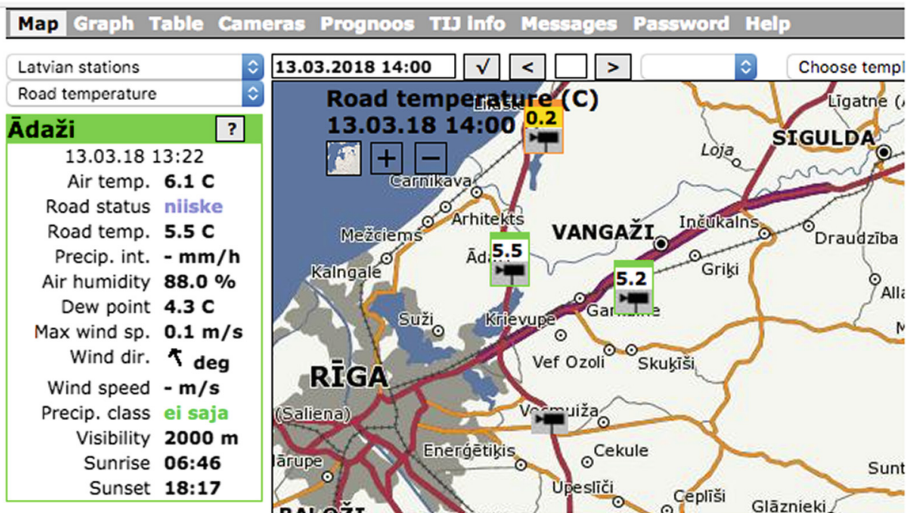 Map Graph Table Cameras Prognoos TIJ info Messages Password Help
Latvian stations
Road temperature
13.03.2018 14:00 √ < > Choose templ
Ādaži ?
13.03.18 13:22
Air temp. 6.1 C
Road status niiske
Road temp. 5.5 C
Precip. int. - mm/h
Air humidity 88.0 %
Dew point 4.3 C
Max wind sp. 0.1 m/s
Wind dir. deg
Wind speed - m/s
Precip. class ei saja
Visibility 2000 m
Sunrise 06:46
Sunset 18:17
Road temperature (C)
13.03.18 14:00
+ −
0.2
Līgatne (
SIGULDA
Loja
Carnikava
Arhitekts
Mežciems
VANGAŽI
Inčukalns
Draudzība
5.5
Kalngale
Griķi
5.2
All
Suži
Krievupe
Vef Ozoli
Skuķīši
RĪGA
(Saliena)
Vecmuiža
Enerģētiķis
Cekule
ārupe
Sunt
Upeslīči
Ceplīši
Glāznieki
BALOŽI